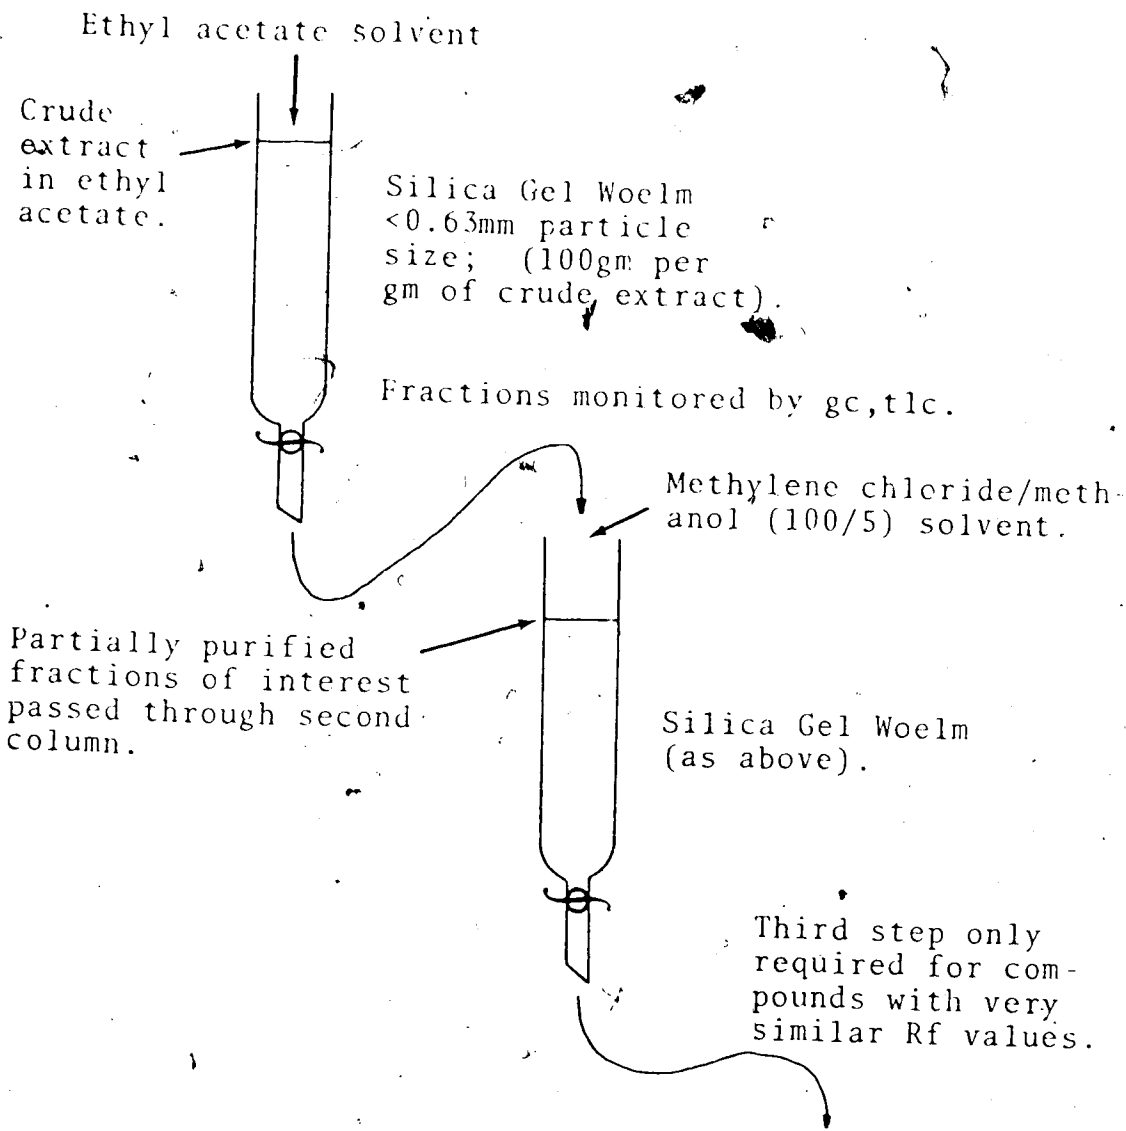 Ethyl acetate solvent
Crude
extract
in ethyl
acetate.
Silica Gel Woelm
<0.63mm particle
size; (100gm per
gm of crude extract).
Fractions monitored by gc,tlc.
Methylene chloride/meth-
anol (100/5) solvent.
Partially purified
fractions of interest
passed through second
column.
Silica Gel Woelm
(as above).
Third step only
required for com-
pounds with very
similar Rf values.